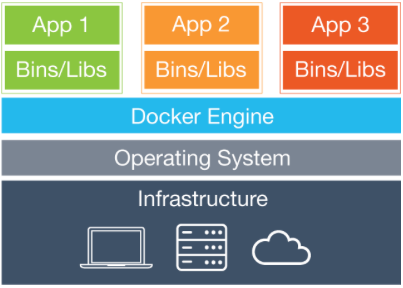 App 1 App 2 App 3
Bins/Libs Bins/Libs Bins/Libs
Docker Engine
Operating System
Infrastructure